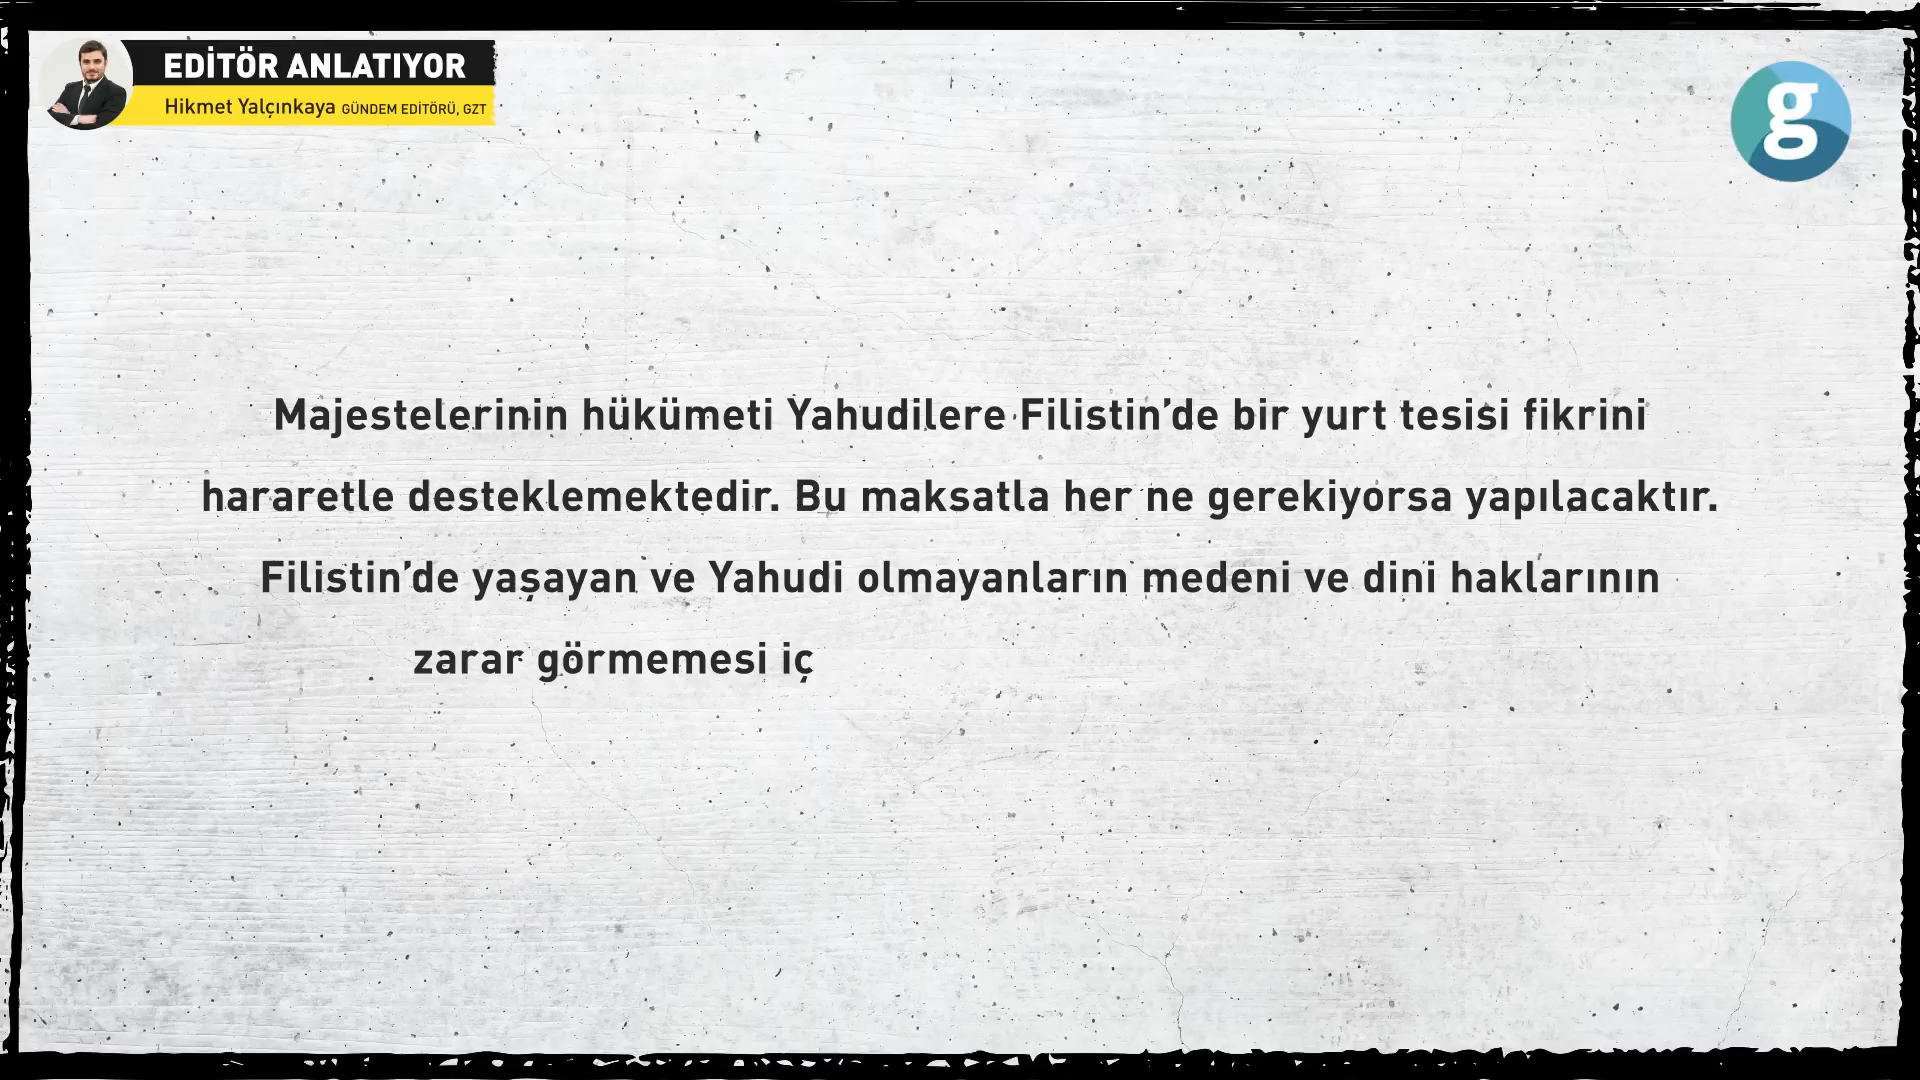 EDİTÖR ANLATIYOR
Hikmet Yalçınkaya GÜNDEM EDİTÖRÜ, GZT
g
Majestelerinin hükümeti Yahudilere Filistin’de bir yurt tesisi fikrini
hararetle desteklemektedir. Bu maksatla her ne gerekiyorsa yapılacaktır.
Filistin’de yaşayan ve Yahudi olmayanların medeni ve dini haklarının
zarar görmemesi iç